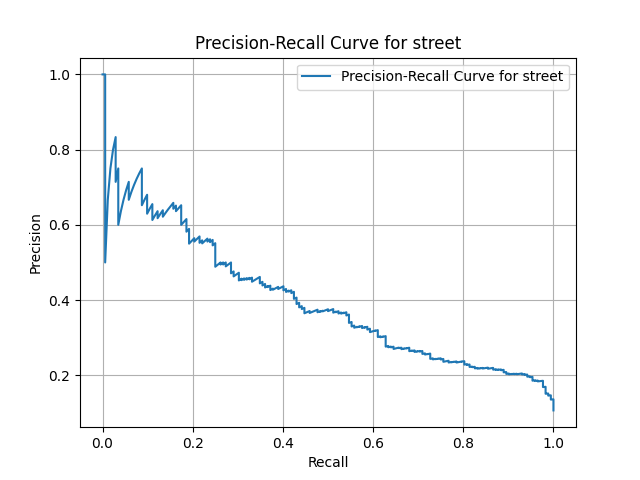 Precision-Recall Curve for street
Precision-Recall Curve for street
1.0
0.8
0.6
0.4
0.2
Precision
0.0 0.2 0.4 0.6 0.8 1.0
Recall